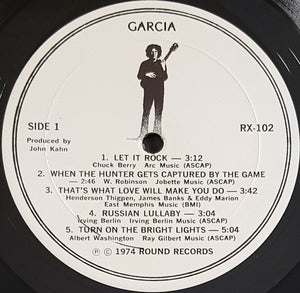 GARCIA
SIDE 1
RX-102
Produced by
John Kahn
1. LET IT ROCK — 3:12
Chuck Berry Arc Music (ASCAP)
2. WHEN THE HUNTER GETS CAPTURED BY THE GAME
— 2:46 W. Robinson Jobette Music (ASCAP)
3. THAT'S WHAT LOVE WILL MAKE YOU DO — 3:42
Henderson Thigpen, James Banks & Eddy Marion
East Memphis Music (BMI)
4. RUSSIAN LULLABY — 3:04
Irving Berlin Irving Berlin Music (ASCAP)
5. TURN ON THE BRIGHT LIGHTS — 5:04
Albert Washington Ray Gilbert Music (ASCAP)
℗ © 1974 ROUND RECORDS